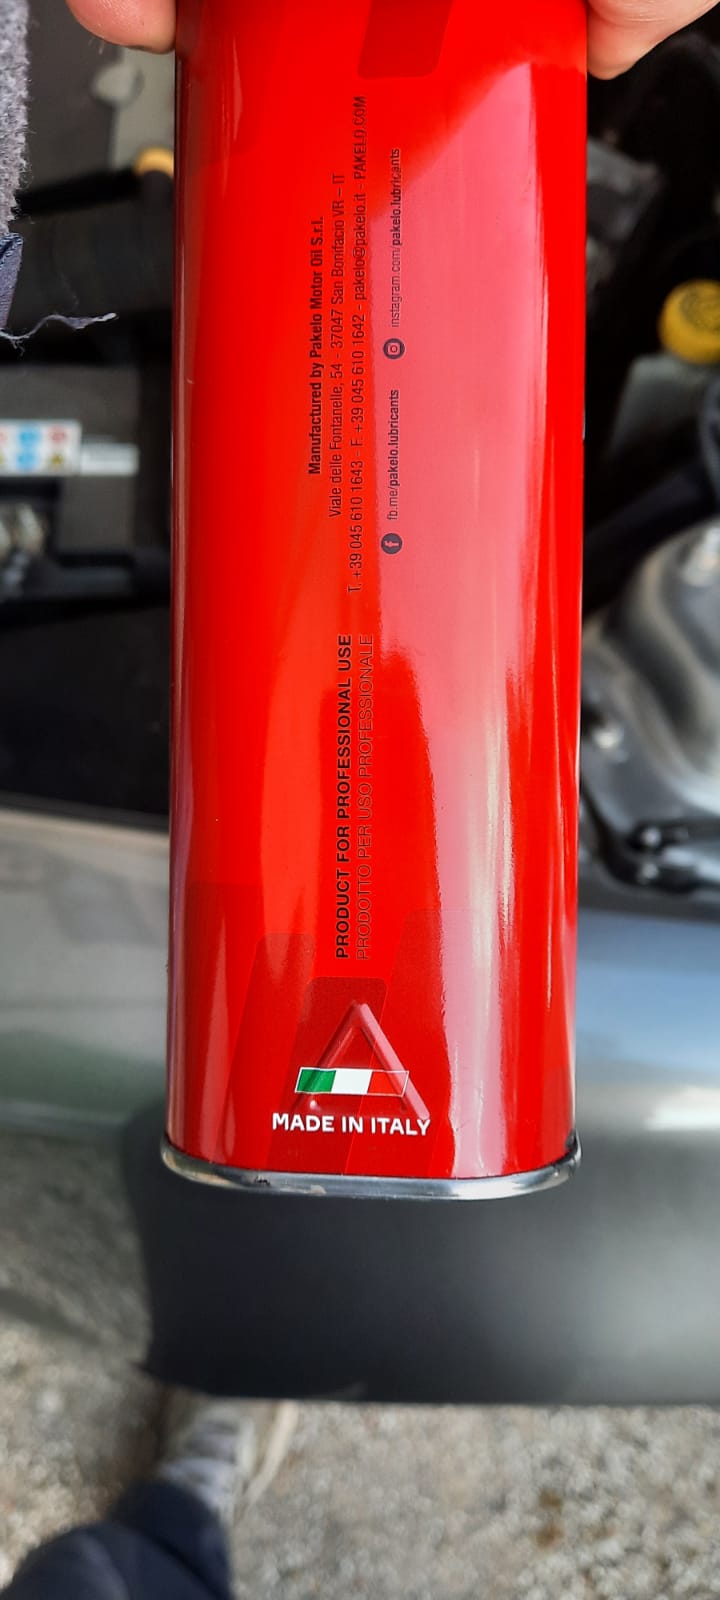 Manufactured by Pakelo Motor Oil S.r.l.
Viale delle Fontanelle, 54 - 37047 San Bonifacio VR – IT
T. +39 045 610 1643 - F. +39 045 610 1642 - pakelo@pakelo.it - PAKELO.COM
fb.me/pakelo.lubricants instagram.com/pakelo.lubricants
PRODUCT FOR PROFESSIONAL USE
PRODOTTO PER USO PROFESSIONALE
MADE IN ITALY